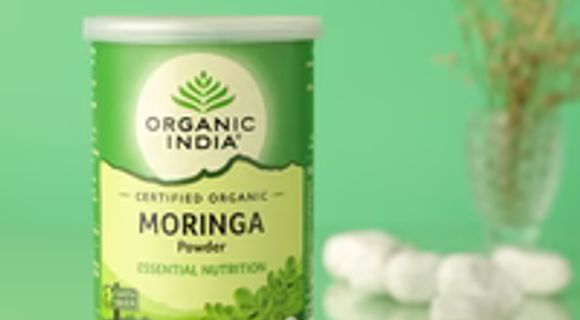 ORGANIC
INDIA
CERTIFIED ORGANIC
MORINGA
Powder
ESSENTIAL NUTRITION